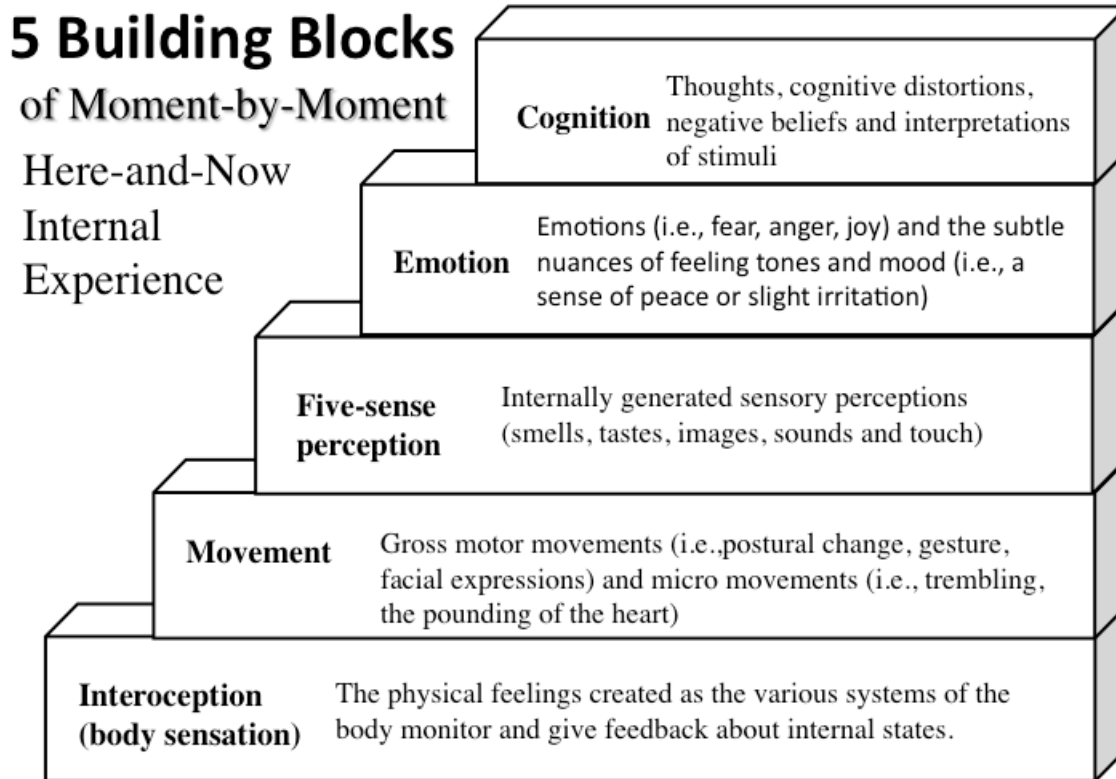 5 Building Blocks
of Moment-by-Moment
Here-and-Now
Internal
Experience
Cognition
Thoughts, cognitive distortions,
negative beliefs and interpretations
of stimuli
Emotion
Emotions (i.e., fear, anger, joy) and the subtle
nuances of feeling tones and mood (i.e., a
sense of peace or slight irritation)
Five-sense
perception
Internally generated sensory perceptions
(smells, tastes, images, sounds and touch)
Movement
Gross motor movements (i.e.,postural change, gesture,
facial expressions) and micro movements (i.e., trembling,
the pounding of the heart)
Interoception
(body sensation)
The physical feelings created as the various systems of the
body monitor and give feedback about internal states.